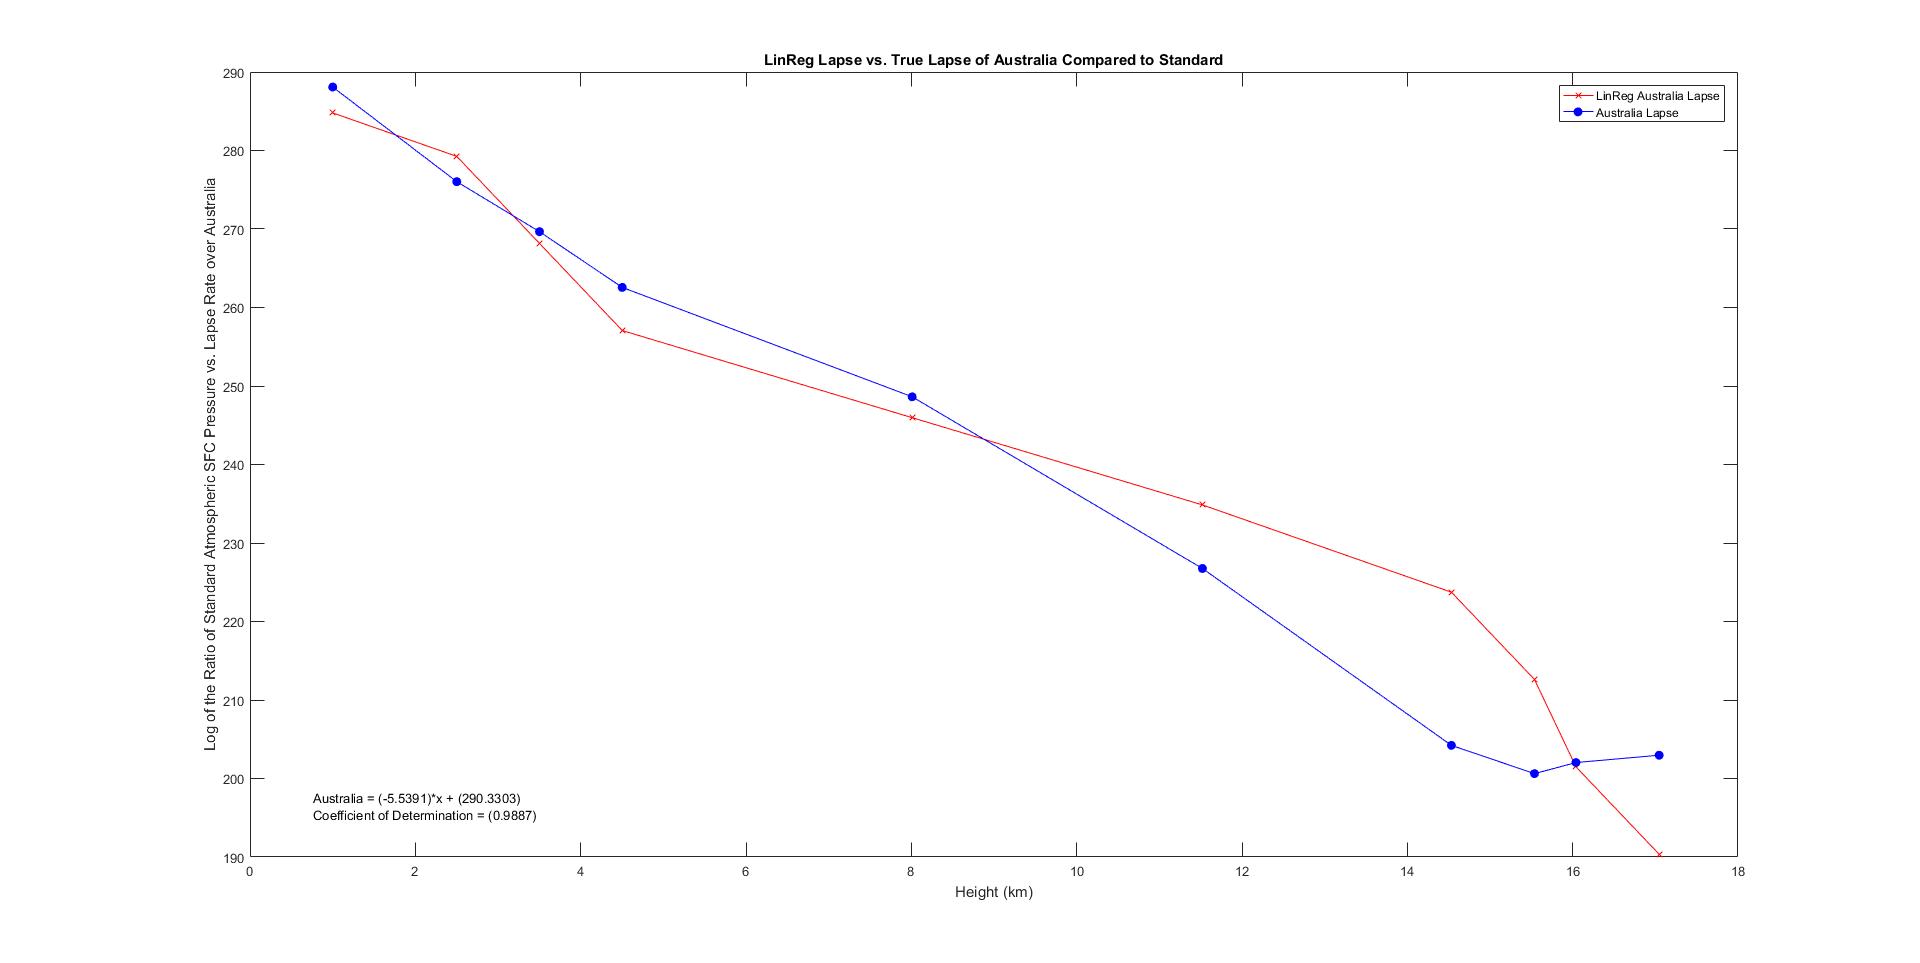 LinReg Lapse vs. True Lapse of Australia Compared to Standard
290
280
270
260
250
240
230
220
210
200
190
Log of the Ratio of Standard Atmospheric SFC Pressure vs. Lapse Rate over Australia
LinReg Australia Lapse
Australia Lapse
Australia = (-5.5391)*x + (290.3303)
Coefficient of Determination = (0.9887)
0 2 4 6 8 10 12 14 16 18
Height (km)